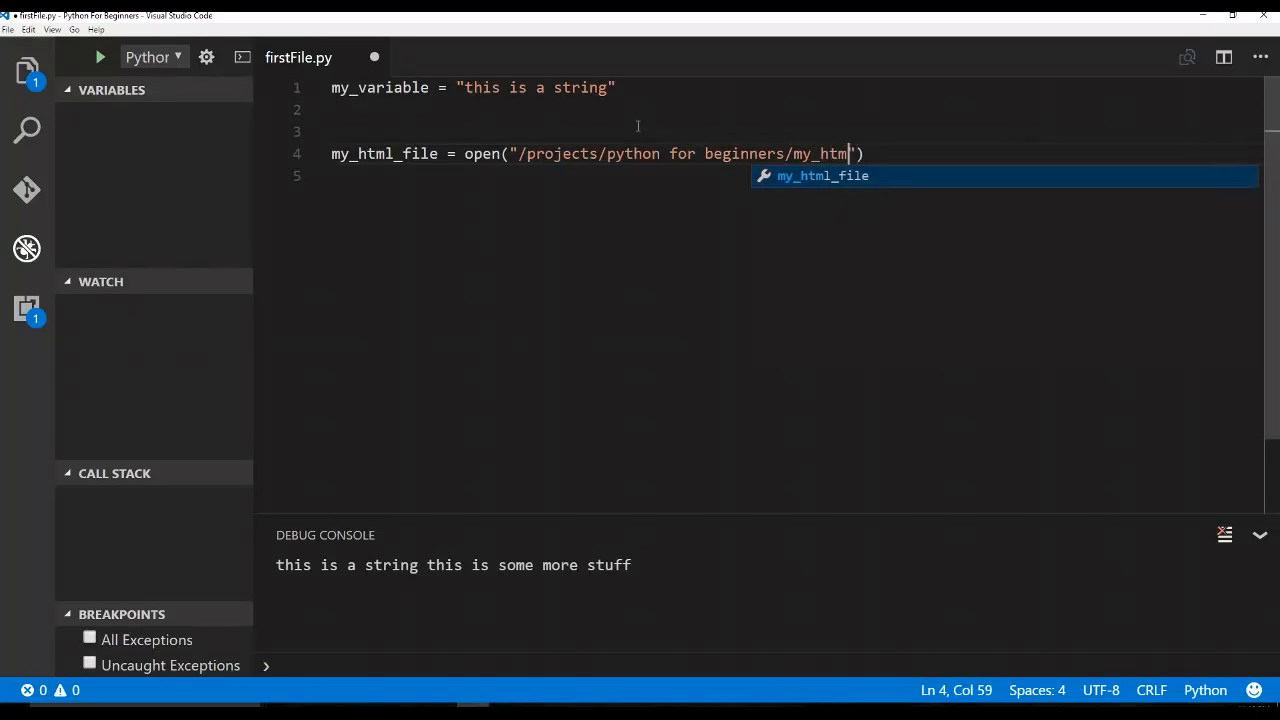 ● firstFile.py - Python For Beginners - Visual Studio Code
File Edit View Go Help
Python
firstFile.py
1
VARIABLES
1 my_variable = "this is a string"
2
3
4 my_html_file = open("/projects/python for beginners/my_htm")
my_html_file
5
WATCH
1
CALL STACK
DEBUG CONSOLE
this is a string this is some more stuff
BREAKPOINTS
All Exceptions
Uncaught Exceptions
0 0 Ln 4, Col 59 Spaces: 4 UTF-8 CRLF Python